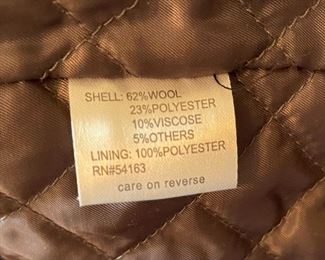 SHELL: 62%WOOL
23%POLYESTER
10%VISCOSE
5%OTHERS
LINING: 100%POLYESTER
RN#54163
care on reverse